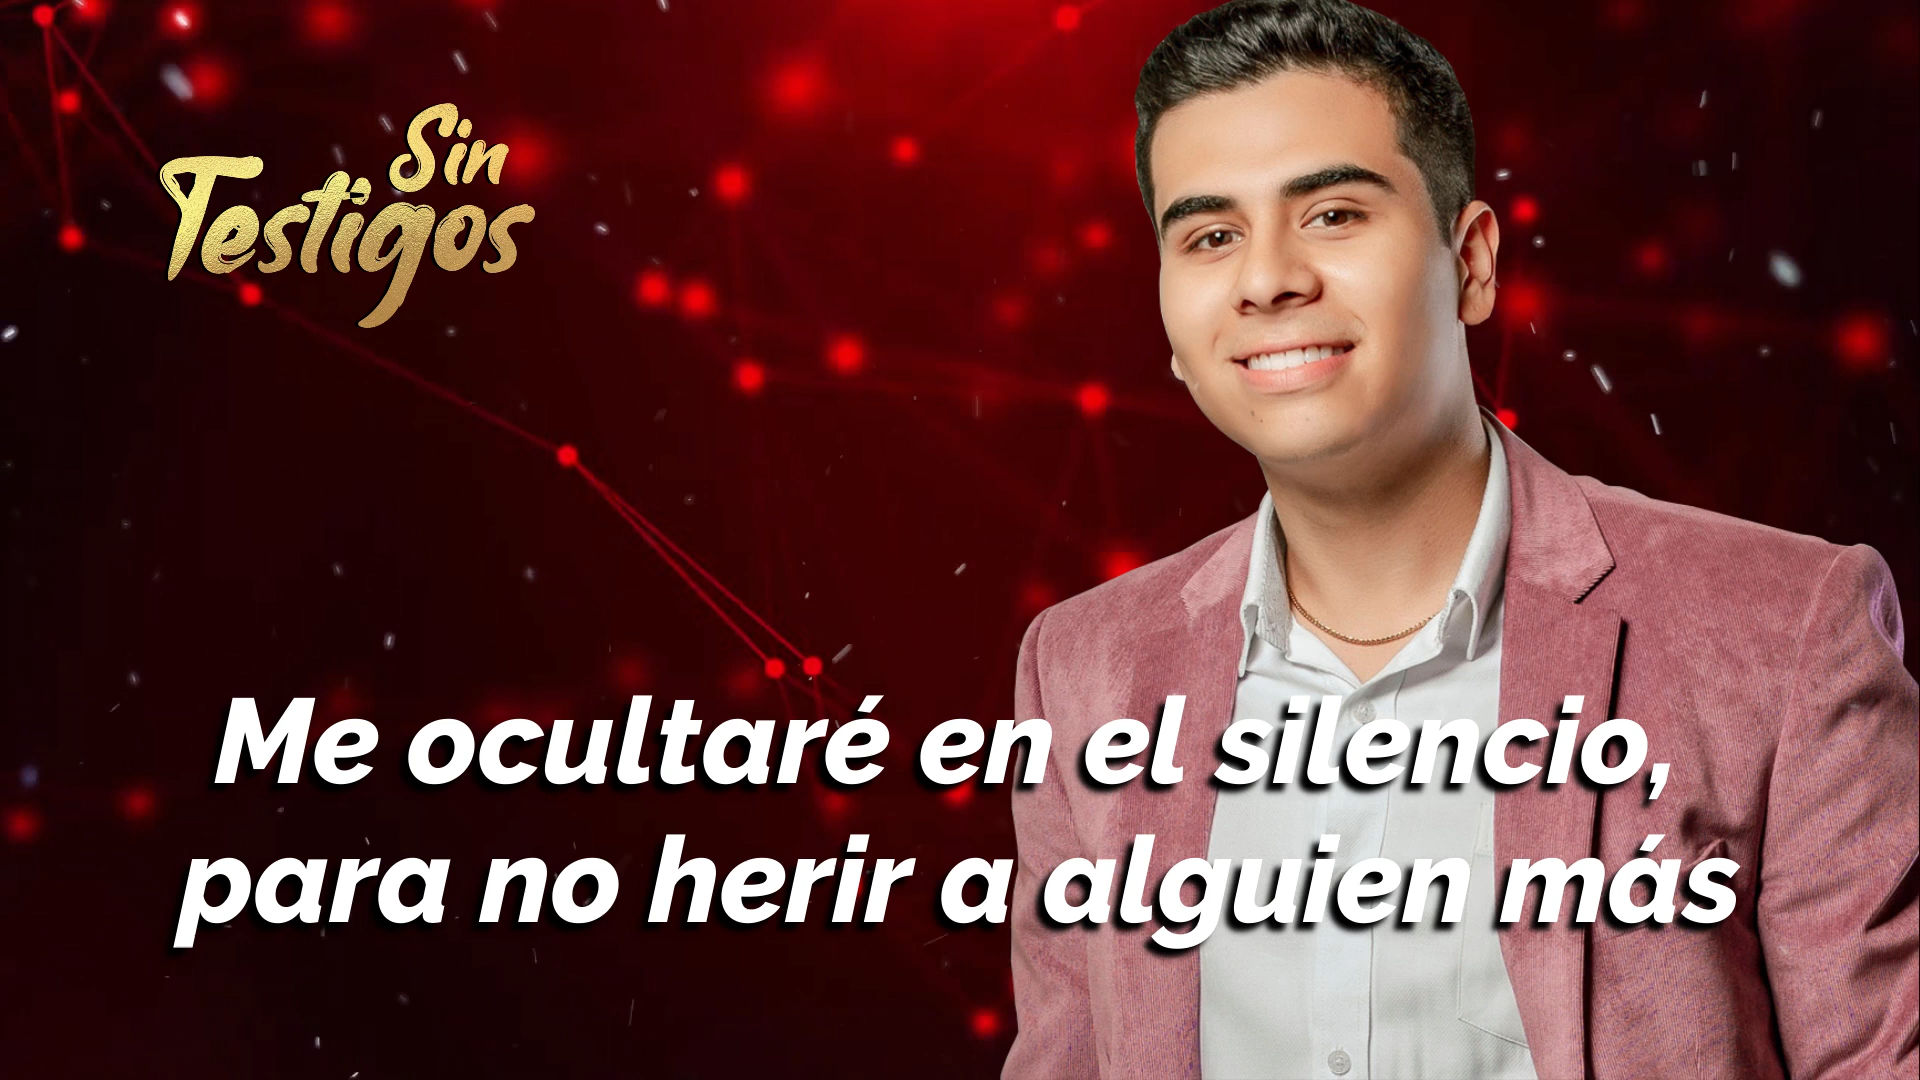 Sin
Testigos
Me ocultaré en el silencio,
para no herir a alguien más